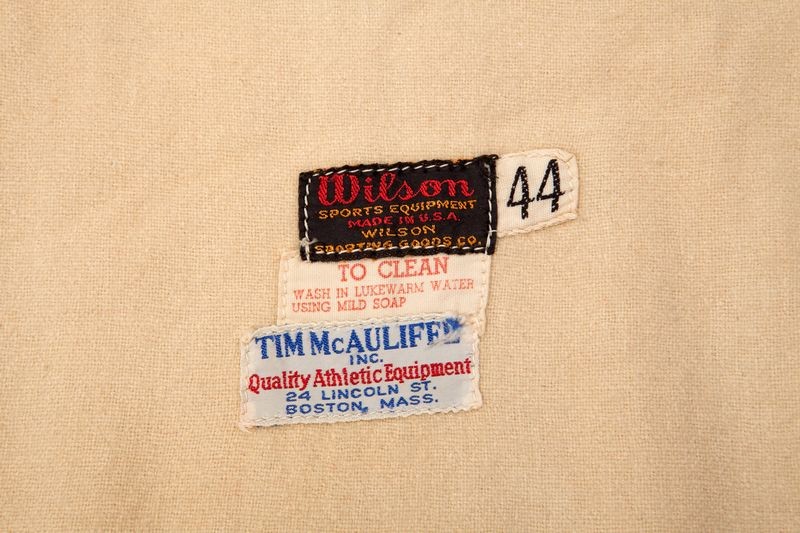 Wilson
SPORTS EQUIPMENT
MADE IN U.S.A.
WILSON
SPORTING GOODS CO.
44
TO CLEAN
WASH IN LUKEWARM WATER
USING MILD SOAP
TIM McAULIFFE
INC.
Quality Athletic Equipment
24 LINCOLN ST.
BOSTON, MASS.